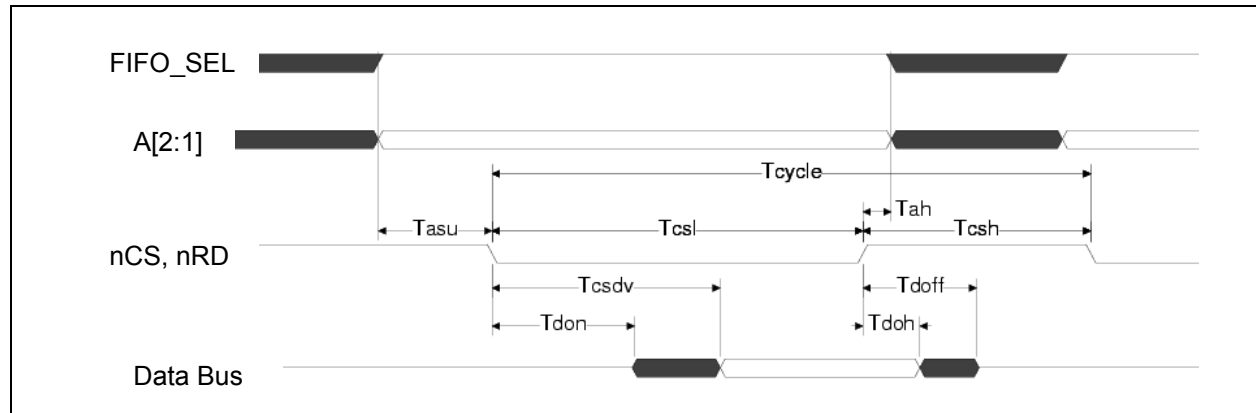 FIFO_SEL
A[2:1]
Tcycle
Tah
Tasu
Tcsl
Tcsh
nCS, nRD
Tcsdv
Tdoff
Tdon
Tdoh
Data Bus